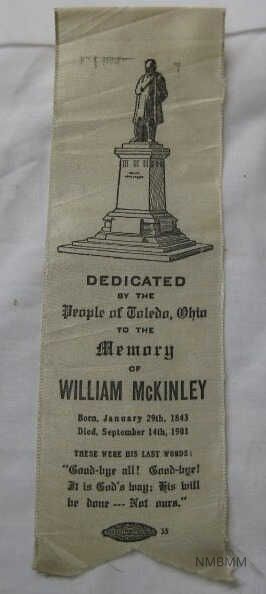 DEDICATED
BY THE
People of Toledo, Ohio
TO THE
Memory
OF
WILLIAM McKINLEY
Born, January 29th, 1843
Died, September 14th, 1901
THESE WERE HIS LAST WORDS:
"Good-bye all! Good-bye!
It is God's way; His will
be done — Not ours."
35
NMBMM